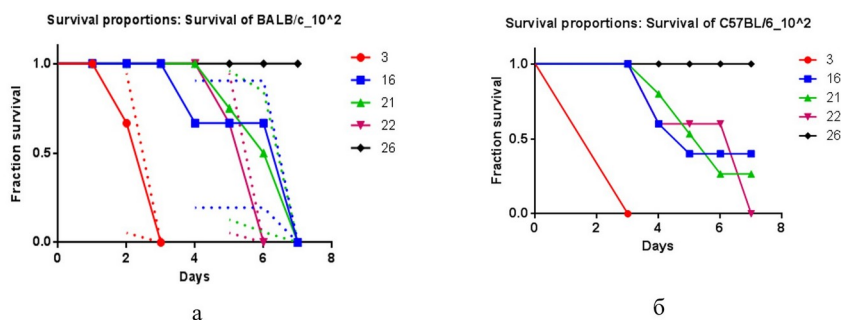 Survival proportions: Survival of BALB/c_10^2
Fraction survival
1.0
0.5
0.0
0 2 4 6 8
Days
3
16
21
22
26
а
Survival proportions: Survival of C57BL/6_10^2
Fraction survival
1.0
0.5
0.0
0 2 4 6 8
Days
3
16
21
22
26
б